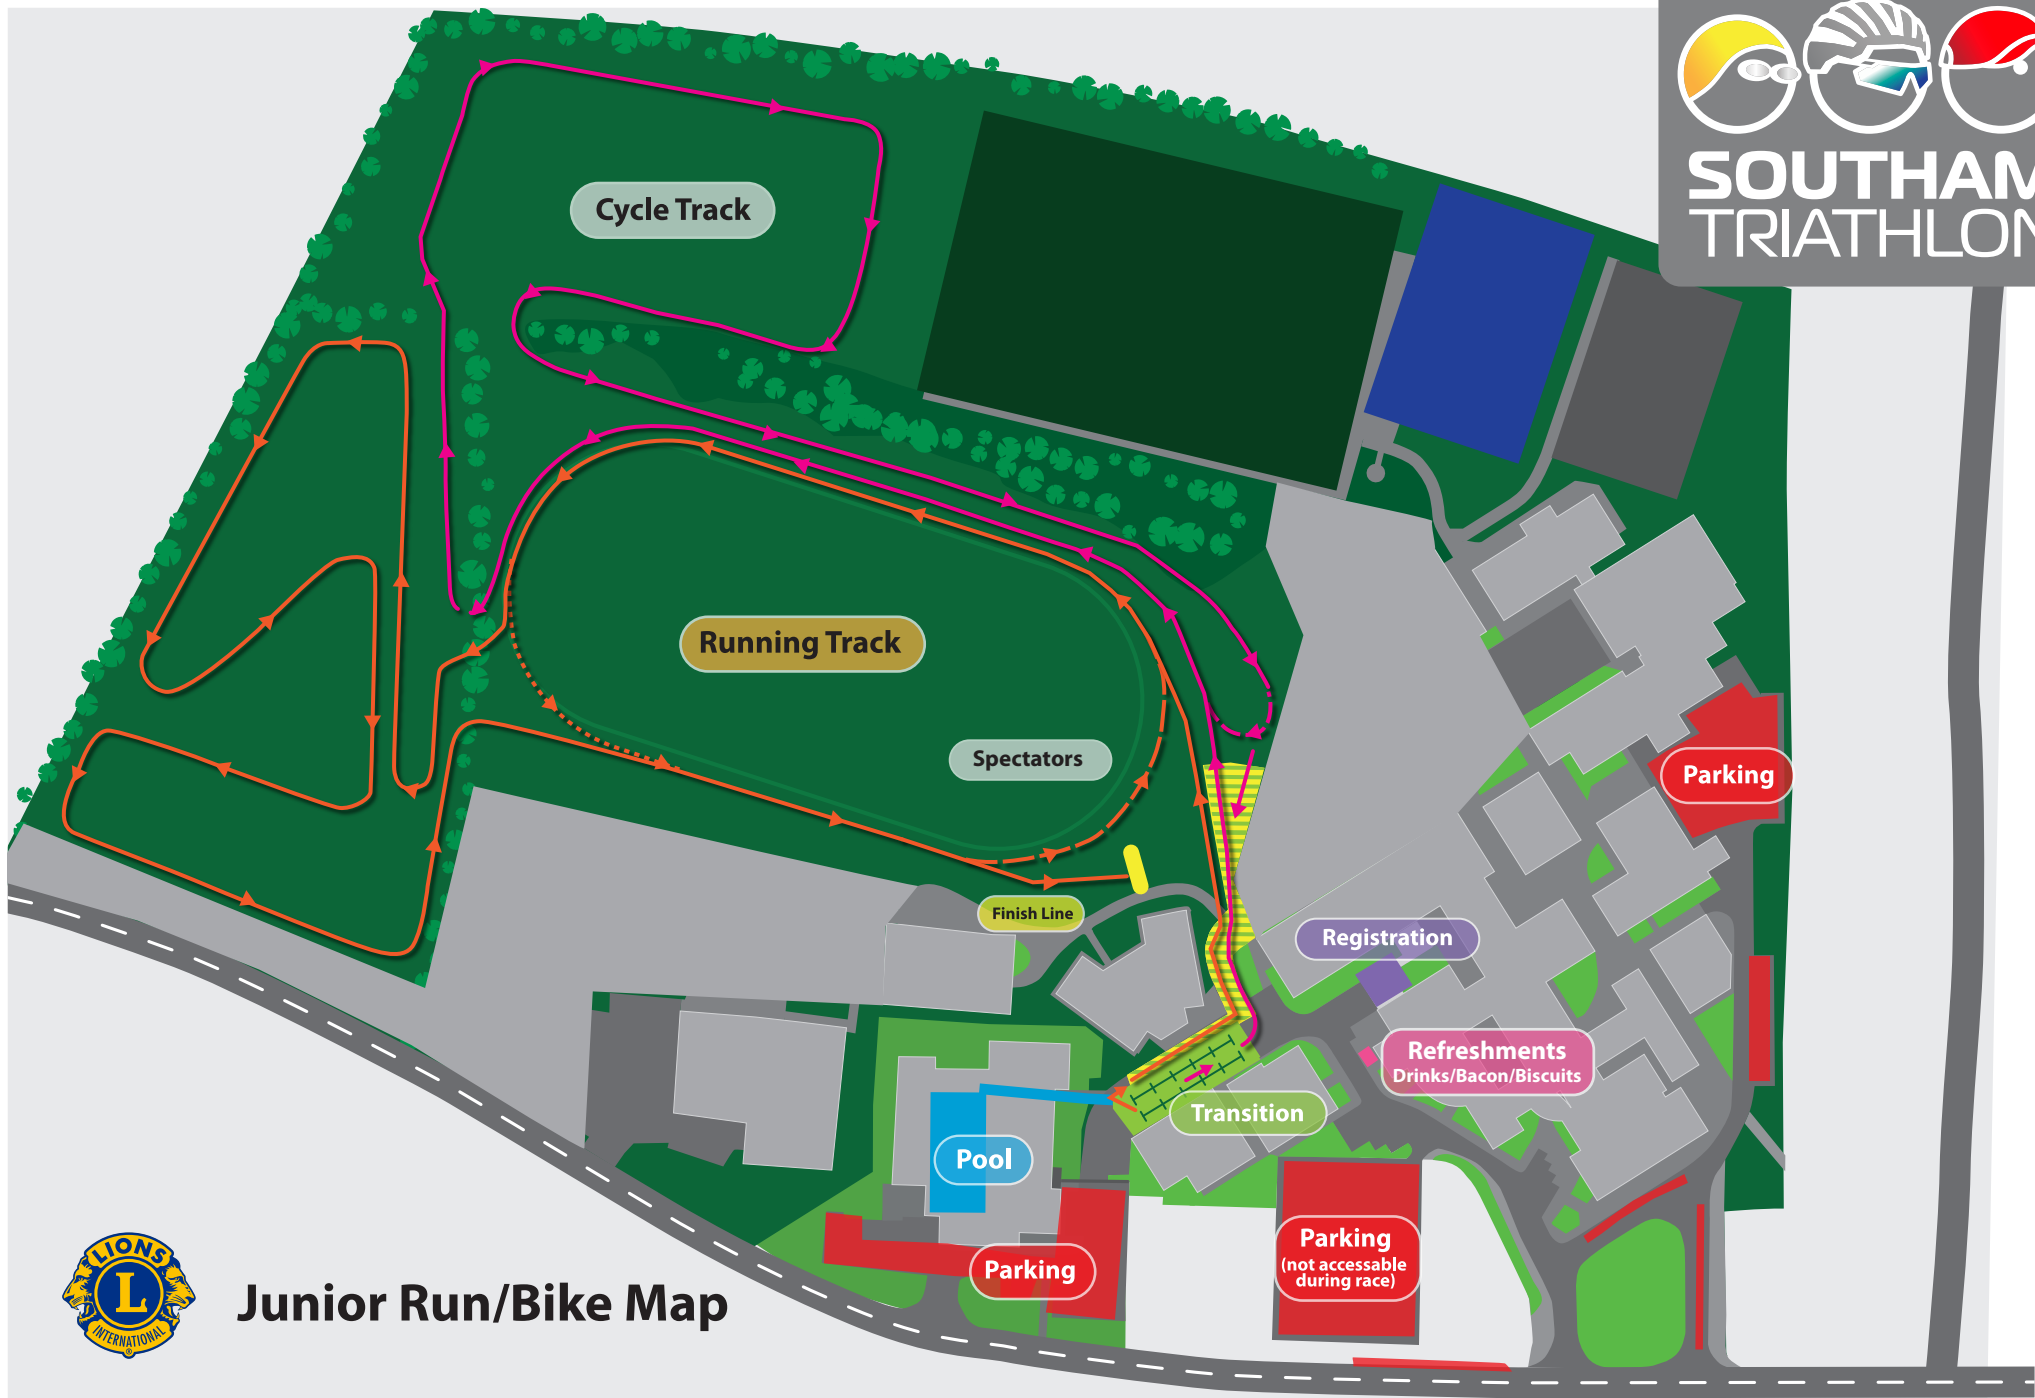 SOUTHAM
TRIATHLON
Cycle Track
Running Track
Spectators
Parking
Finish Line
Registration
Refreshments
Drinks/Bacon/Biscuits
Transition
Pool
Parking
(not accessable
during race)
Parking
LIONS
L
INTERNATIONAL
®
Junior Run/Bike Map